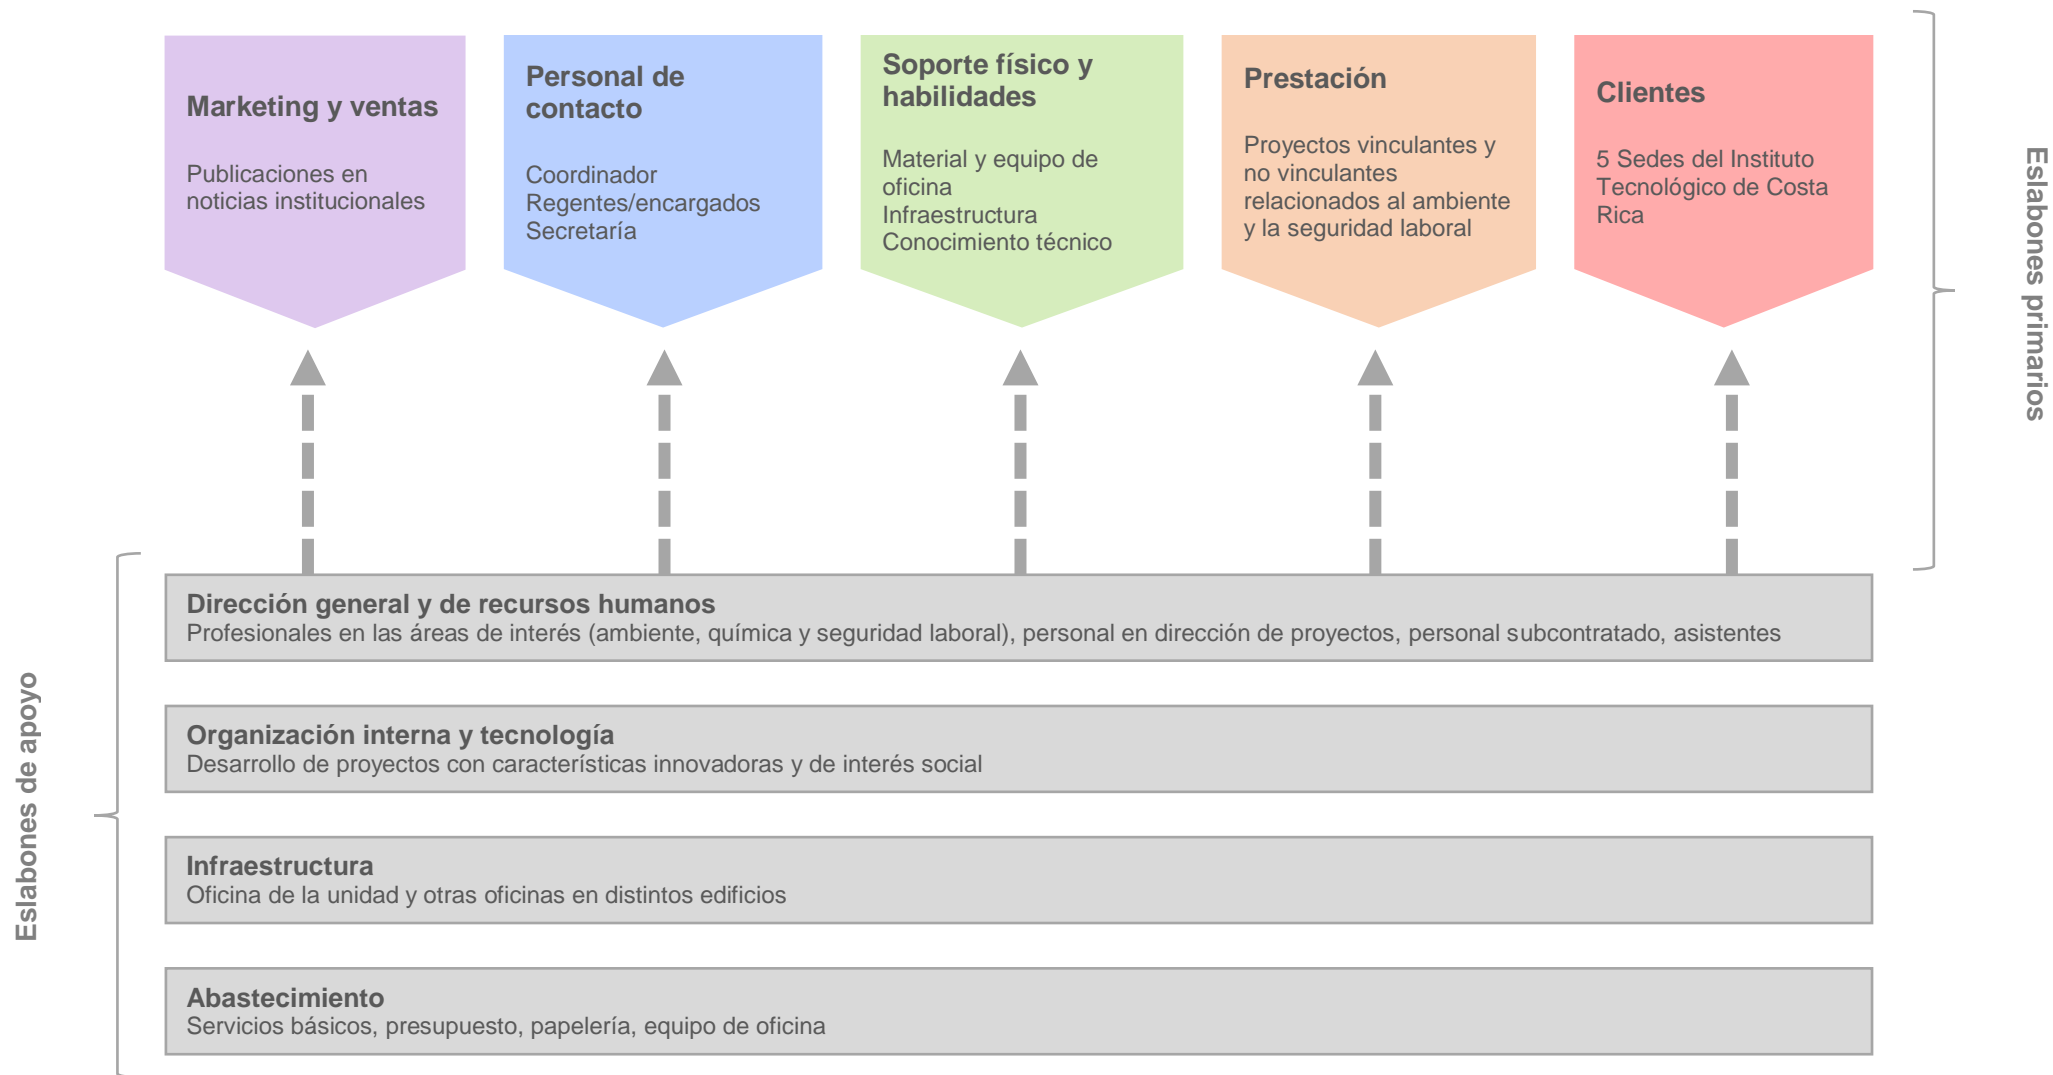 Marketing y ventas
Publicaciones en
noticias institucionales
Personal de
contacto
Coordinador
Regentes/encargados
Secretaría
Soporte físico y
habilidades
Material y equipo de
oficina
Infraestructura
Conocimiento técnico
Prestación
Proyectos vinculantes y
no vinculantes
relacionados al ambiente
y la seguridad laboral
Clientes
5 Sedes del Instituto
Tecnológico de Costa
Rica
Eslabones primarios
Eslabones de apoyo
Dirección general y de recursos humanos
Profesionales en las áreas de interés (ambiente, química y seguridad laboral), personal en dirección de proyectos, personal subcontratado, asistentes
Organización interna y tecnología
Desarrollo de proyectos con características innovadoras y de interés social
Infraestructura
Oficina de la unidad y otras oficinas en distintos edificios
Abastecimiento
Servicios básicos, presupuesto, papelería, equipo de oficina